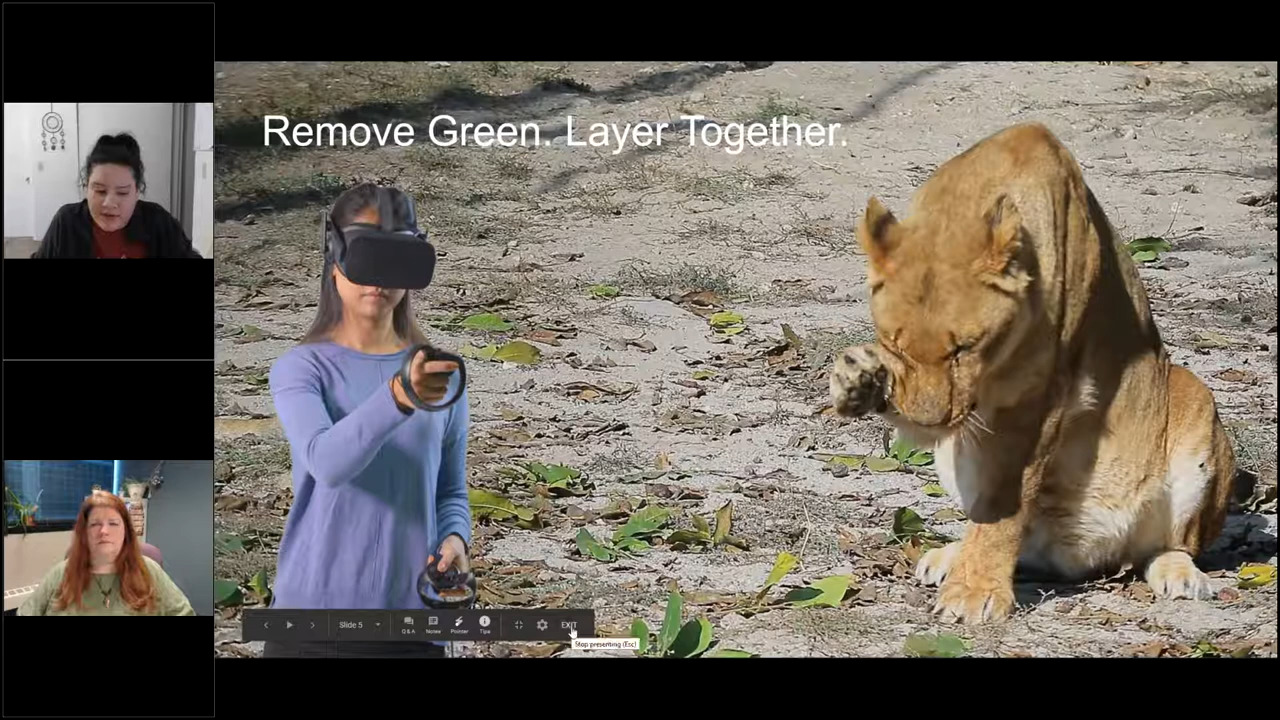 Remove Green. Layer Together.
Slide 5
Q&A
Notes
Pointer
Tips
EXIT
Stop presenting (Esc)